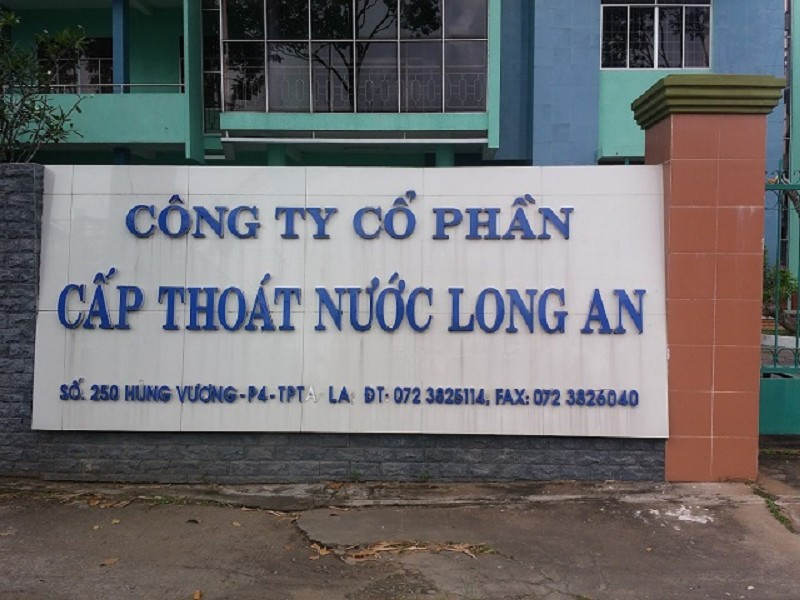 CÔNG TY CỔ PHẦN
CẤP THOÁT NƯỚC LONG AN
SỐ. 250 HÙNG VƯƠNG - P4 - TPTA LA; ĐT: 072 3825114, FAX: 072 3826040